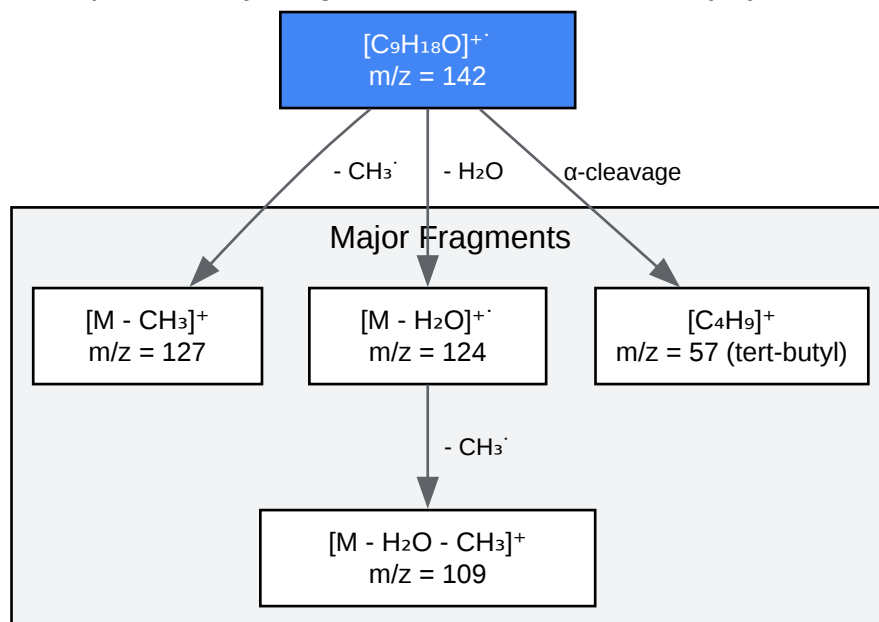 [C₉H₁₈O]⁺˙
m/z = 142
- CH₃˙
- H₂O
α-cleavage
Major Fragments
[M - CH₃]⁺
m/z = 127
[M - H₂O]⁺˙
m/z = 124
[C₄H₉]⁺
m/z = 57 (tert-butyl)
- CH₃˙
[M - H₂O - CH₃]⁺
m/z = 109